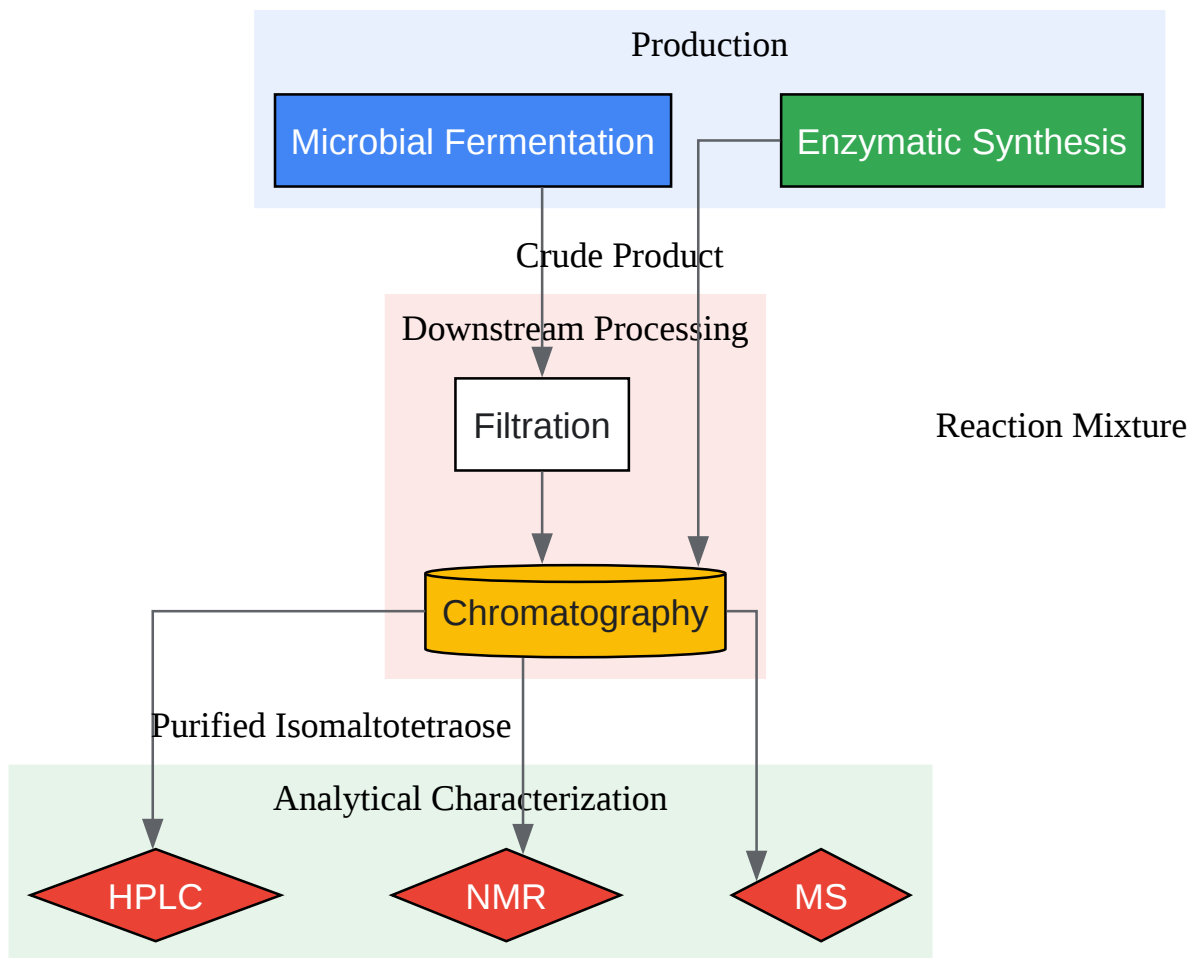 Production
Microbial Fermentation
Enzymatic Synthesis
Crude Product
Downstream Processing
Filtration
Reaction Mixture
Chromatography
Purified Isomaltotetraose
Analytical Characterization
HPLC
NMR
MS